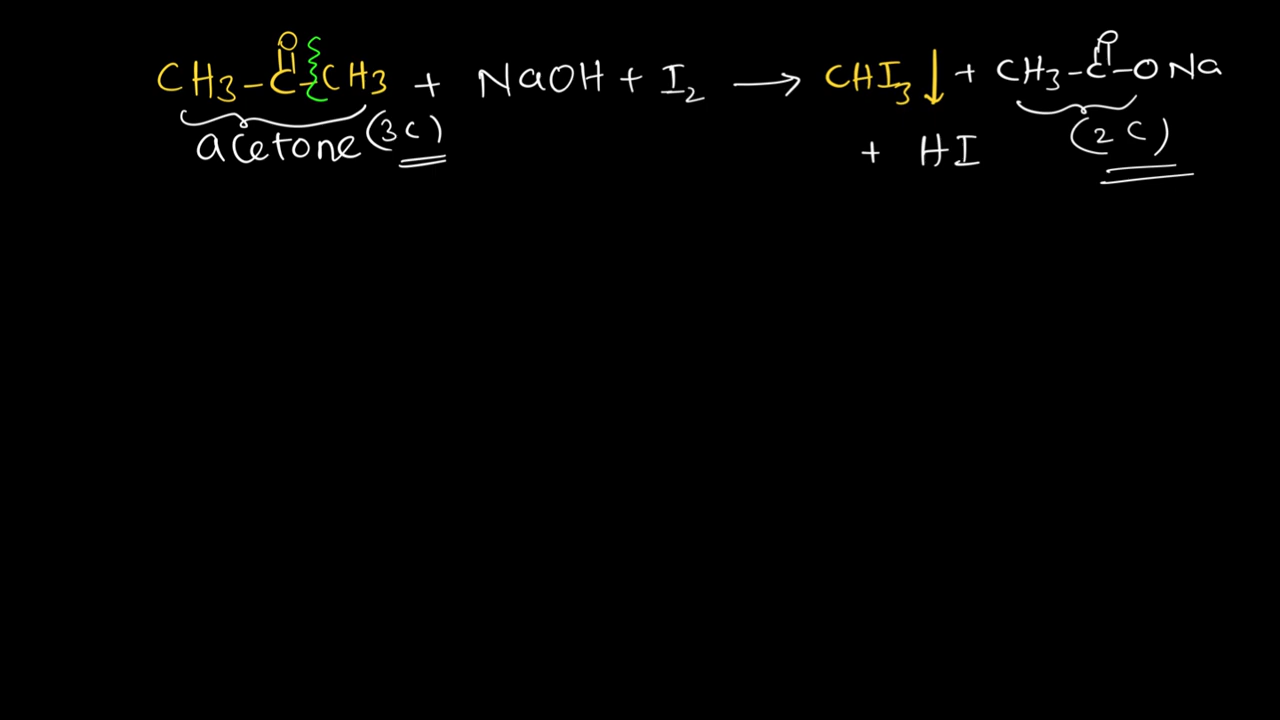 CH3-C(=O)-CH3 + NaOH + I₂ ⟶ CHI₃↓ + CH3-C(=O)-ONa
acetone (3C) + HI (2C)